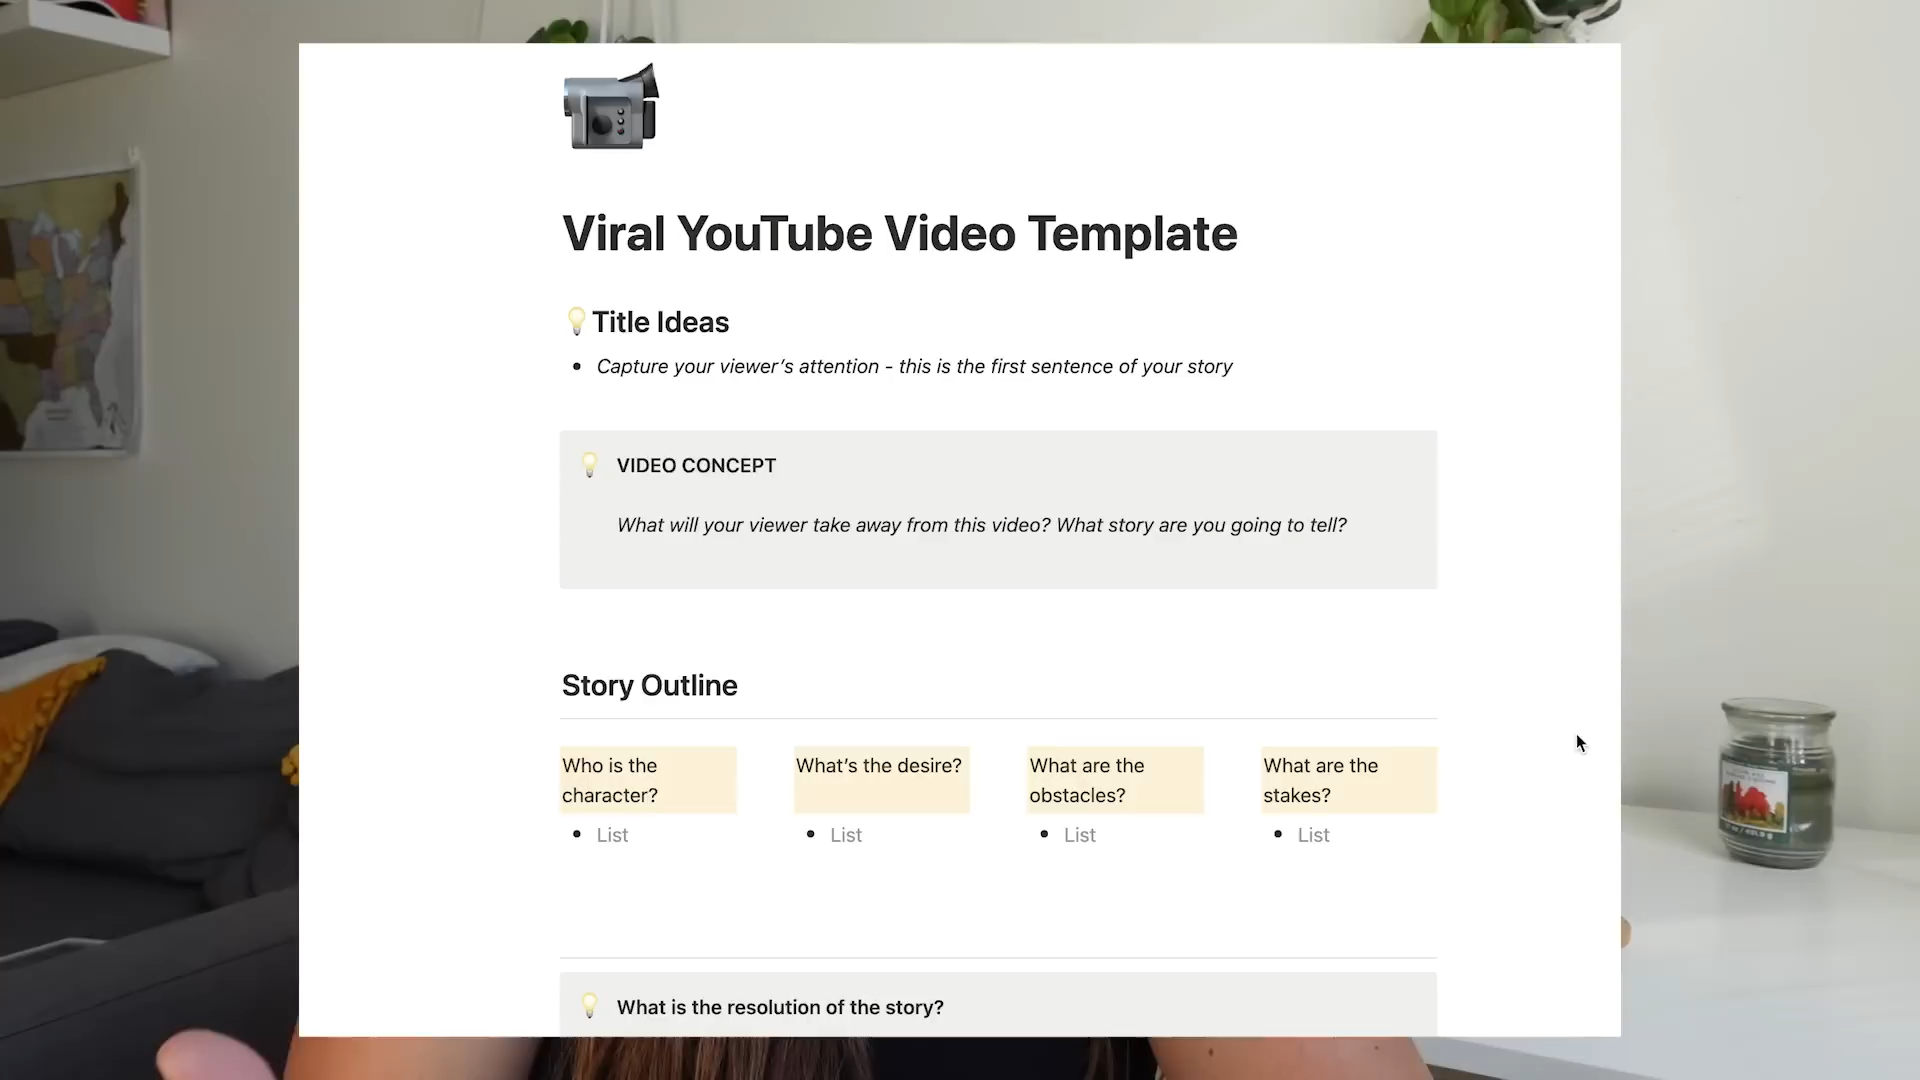 Viral YouTube Video Template
Title Ideas
Capture your viewer's attention - this is the first sentence of your story
VIDEO CONCEPT
What will your viewer take away from this video? What story are you going to tell?
Story Outline
Who is the
character?
List
What's the desire?
List
What are the
obstacles?
List
What are the
stakes?
List
What is the resolution of the story?